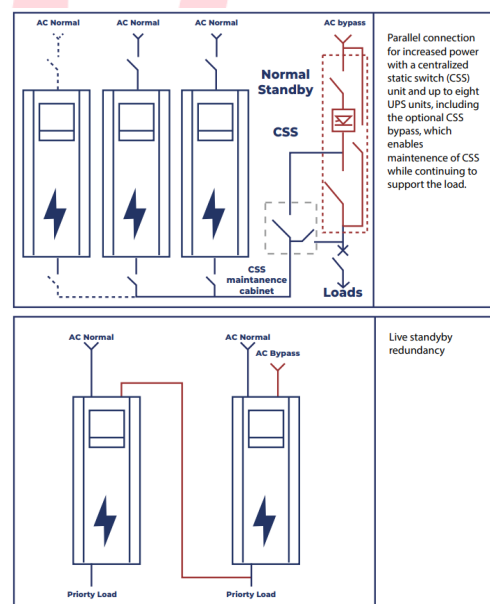 AC Normal
AC Normal
AC Normal
AC bypass
Normal
Standby
CSS
CSS
maintanence
cabinet
Loads
Parallel connection
for increased power
with a centralized
static switch (CSS)
unit and up to eight
UPS units, including
the optional CSS
bypass, which
enables
maintenence of CSS
while continuing to
support the load.
AC Normal
AC Normal
AC Bypass
Priorty Load
Priorty Load
Live standyby
redundancy